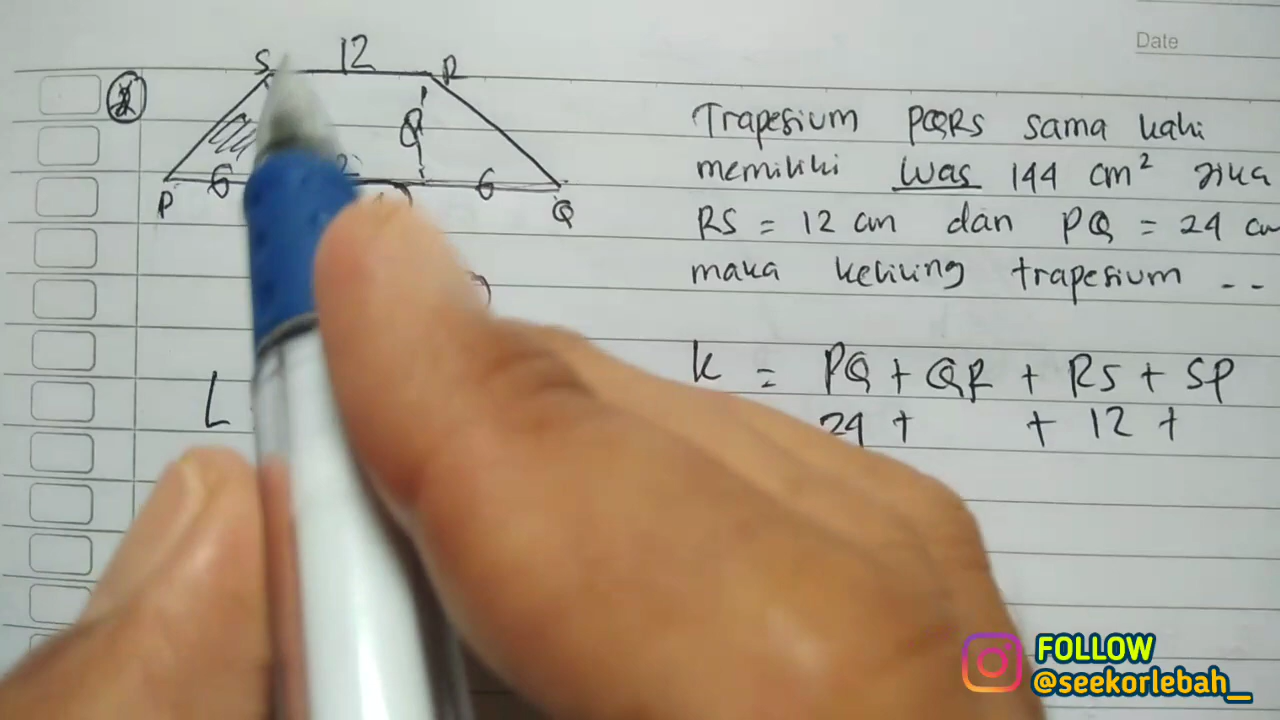 Date
S 12 R
6 6
P Q
Trapesium PQRS sama kaki
memiliki luas 144 cm² jika
RS = 12 cm dan PQ = 24 cm
maka keliling trapesium ..
K = PQ + QR + RS + SP
24 + + 12 +
L
FOLLOW
@seekorlebah_